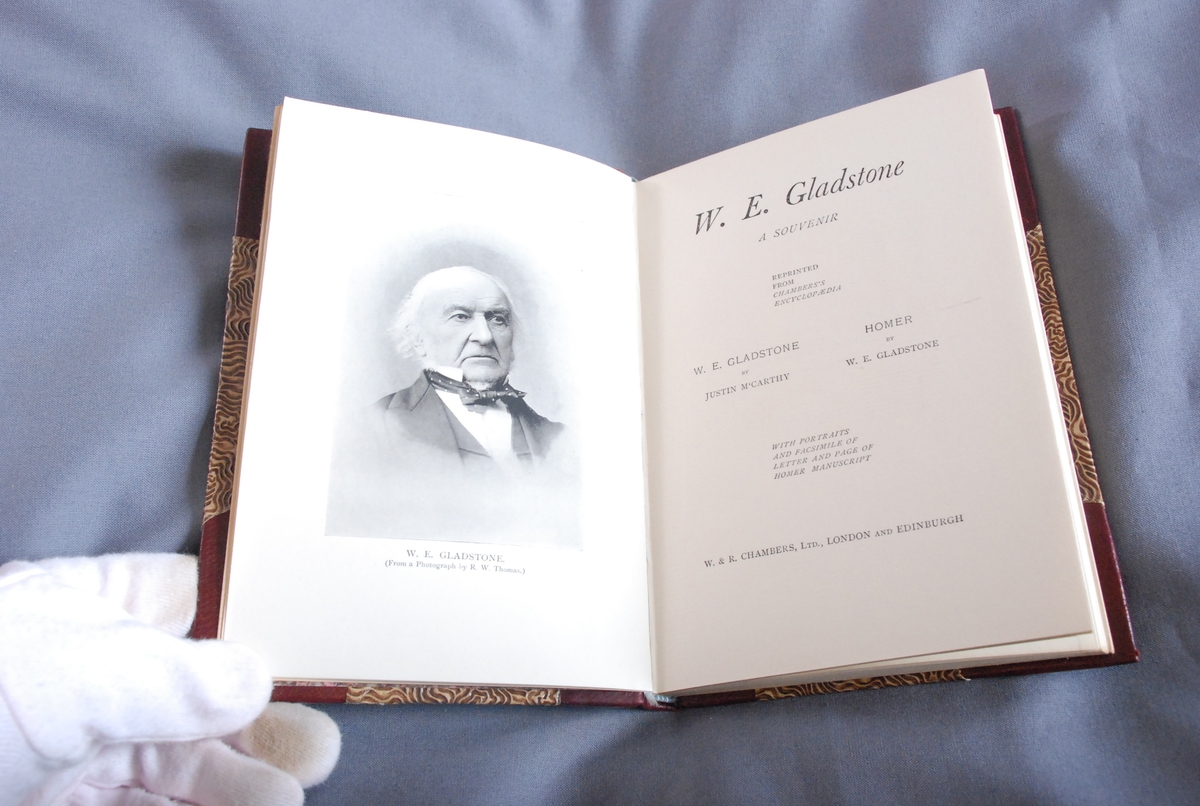 W. E. GLADSTONE.
(From a Photograph by R. W. Thomas.)
W. E. Gladstone
A SOUVENIR
REPRINTED
FROM
CHAMBERS'S
ENCYCLOPÆDIA
W. E. GLADSTONE
BY
JUSTIN MᶜCARTHY
HOMER
BY
W. E. GLADSTONE
WITH PORTRAITS
AND FACSIMILE OF
LETTER AND PAGE OF
HOMER MANUSCRIPT
W. & R. CHAMBERS, LTD., LONDON AND EDINBURGH